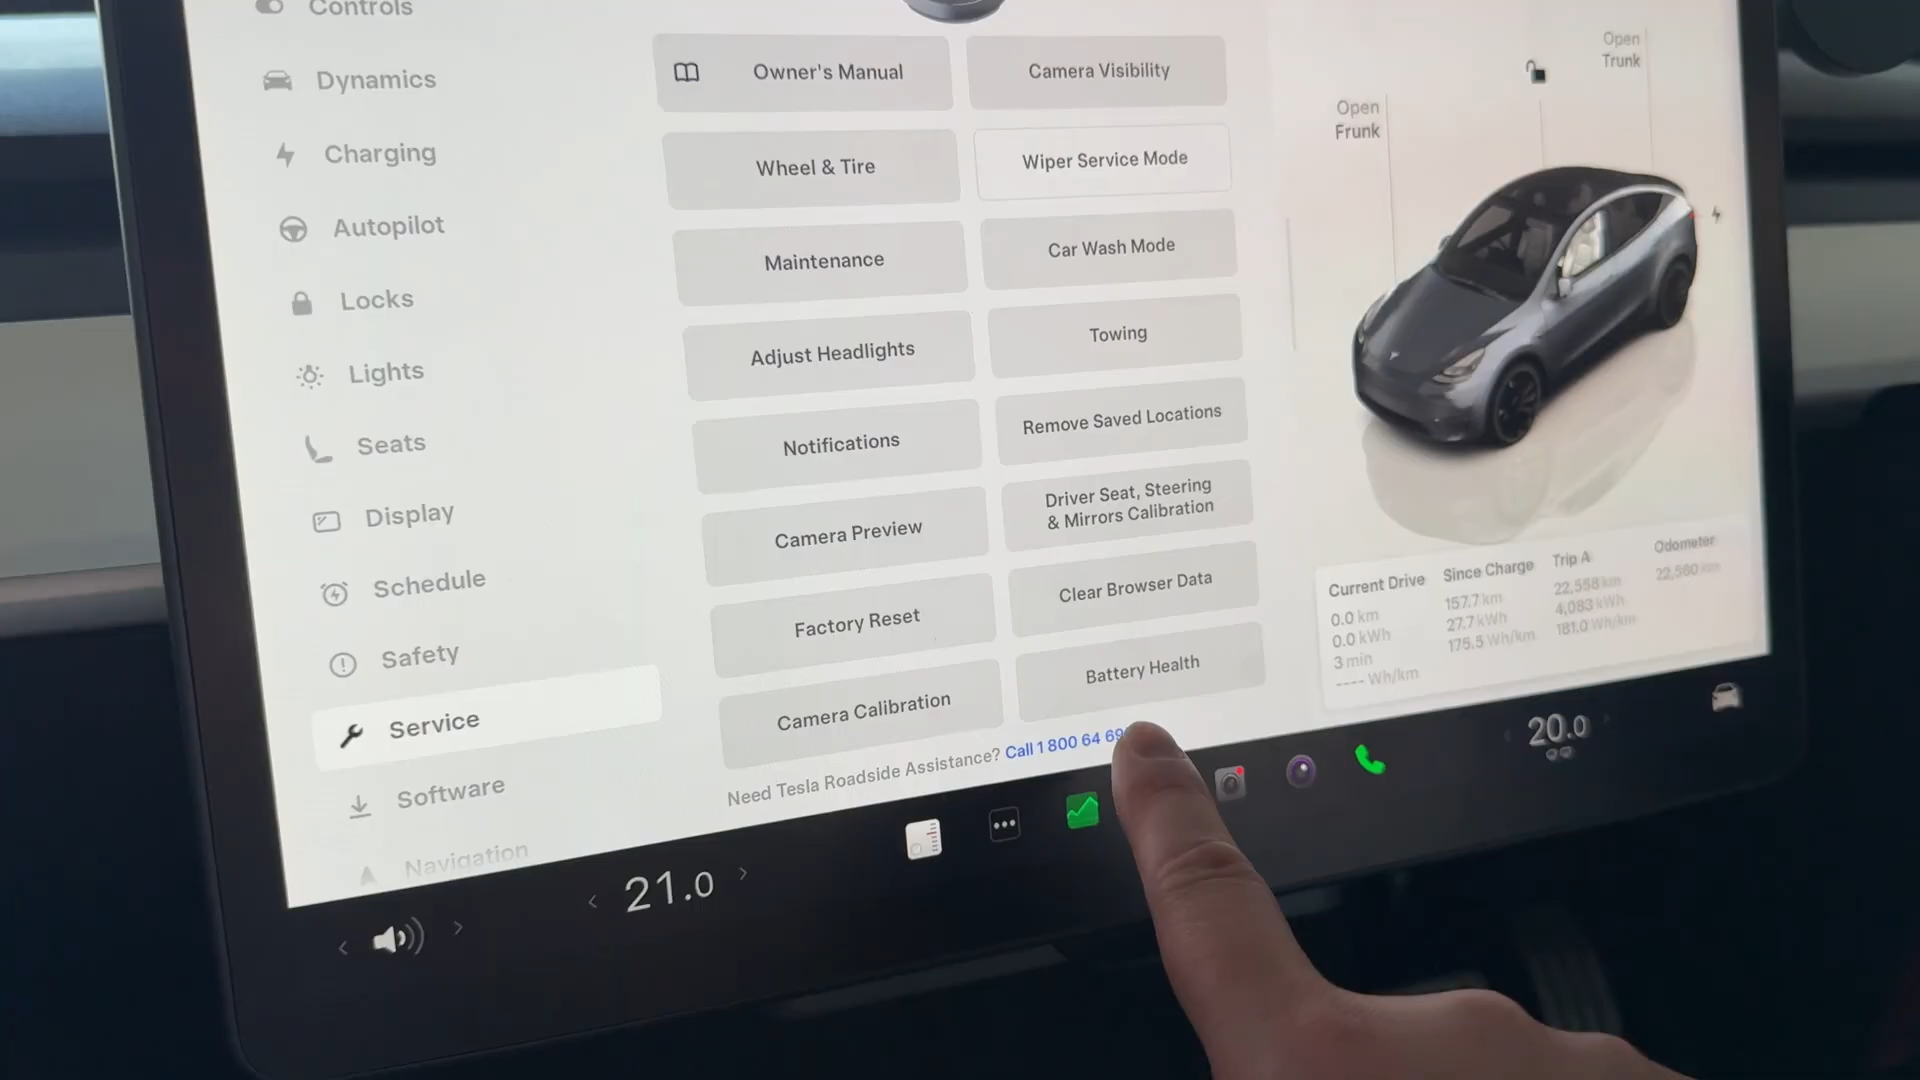 Controls
Dynamics
Charging
Autopilot
Locks
Lights
Seats
Display
Schedule
Safety
Service
Software
Navigation
Owner's Manual
Camera Visibility
Wheel & Tire
Wiper Service Mode
Maintenance
Car Wash Mode
Adjust Headlights
Towing
Notifications
Remove Saved Locations
Camera Preview
Driver Seat, Steering
& Mirrors Calibration
Factory Reset
Clear Browser Data
Camera Calibration
Battery Health
Need Tesla Roadside Assistance? Call 1 800 64
Open
Frunk
Open
Trunk
Current Drive
0.0 km
0.0 kWh
3 min
---- Wh/km
Since Charge
157.7 km
27.7 kWh
175.5 Wh/km
Trip A
22,558 km
4,083 kWh
181.0 Wh/km
Odometer
22,560 km
21.0
20.0